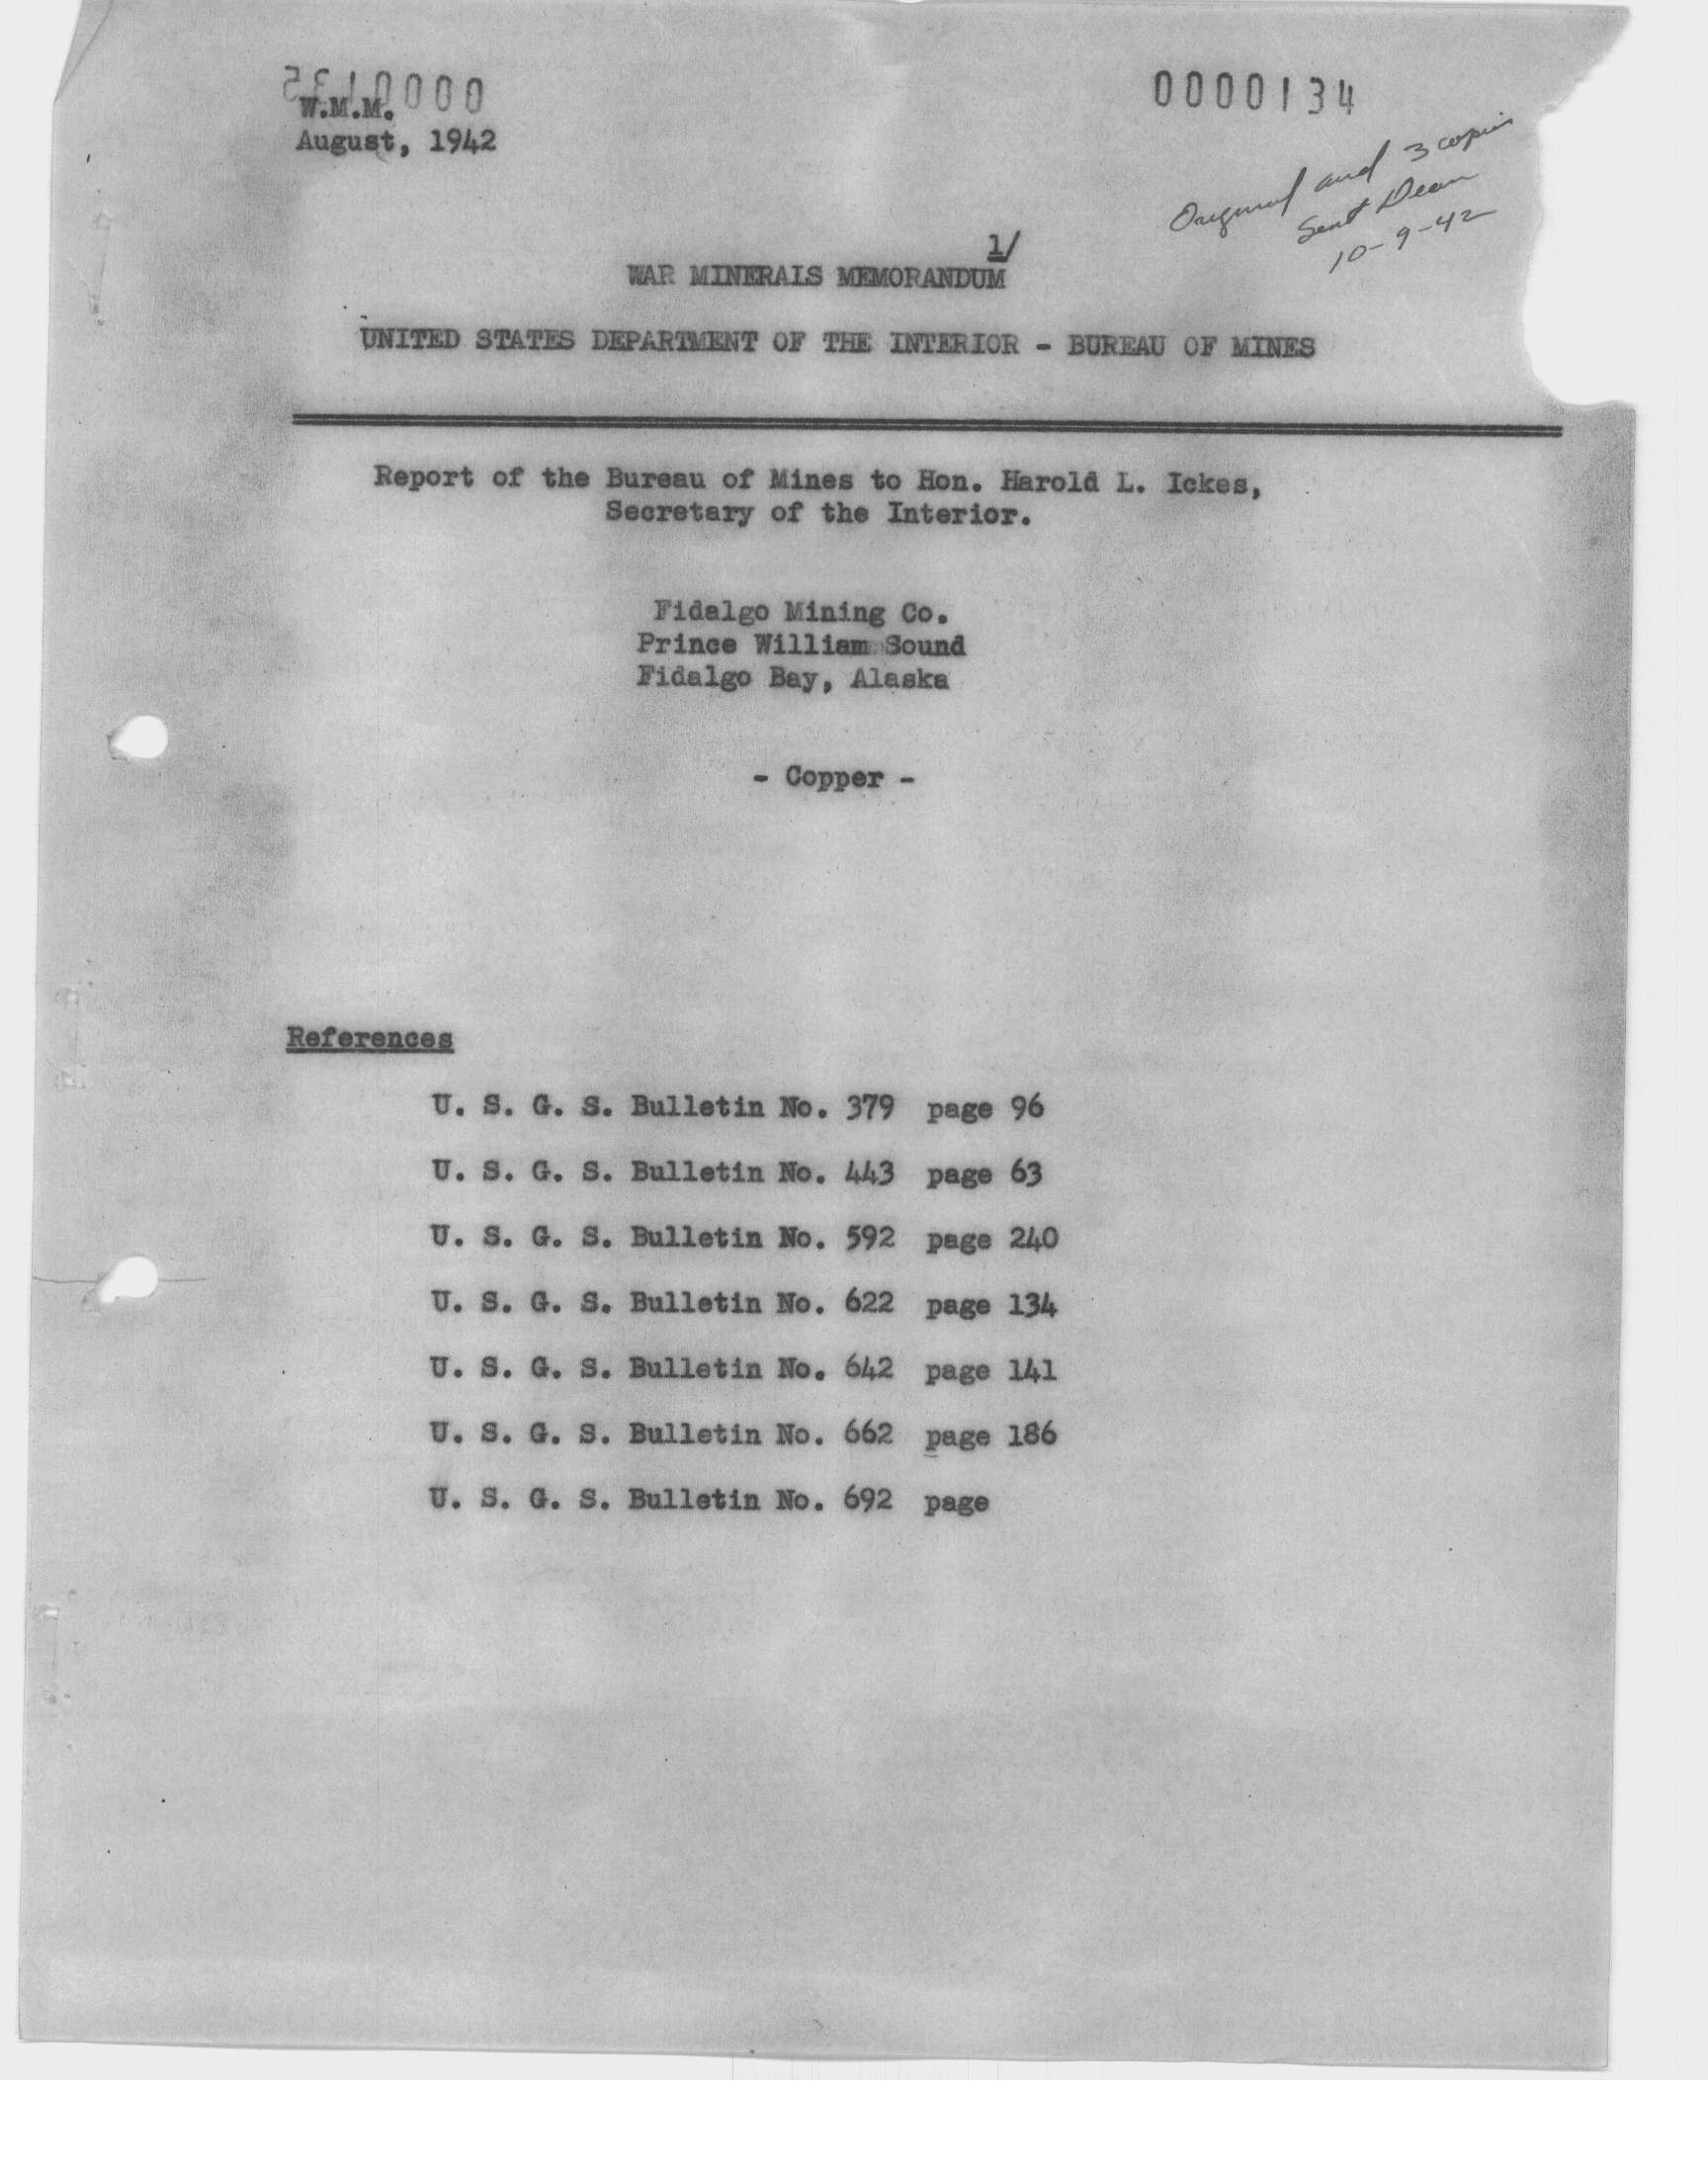 0000134
W.M.M.
August, 1942
Original and 3 copies
Sent Dean
10-9-42
1/
WAR MINERALS MEMORANDUM
UNITED STATES DEPARTMENT OF THE INTERIOR - BUREAU OF MINES
Report of the Bureau of Mines to Hon. Harold L. Ickes,
Secretary of the Interior.
Fidalgo Mining Co.
Prince William Sound
Fidalgo Bay, Alaska
- Copper -
References
U. S. G. S. Bulletin No. 379 page 96
U. S. G. S. Bulletin No. 443 page 63
U. S. G. S. Bulletin No. 592 page 240
U. S. G. S. Bulletin No. 622 page 134
U. S. G. S. Bulletin No. 642 page 141
U. S. G. S. Bulletin No. 662 page 186
U. S. G. S. Bulletin No. 692 page